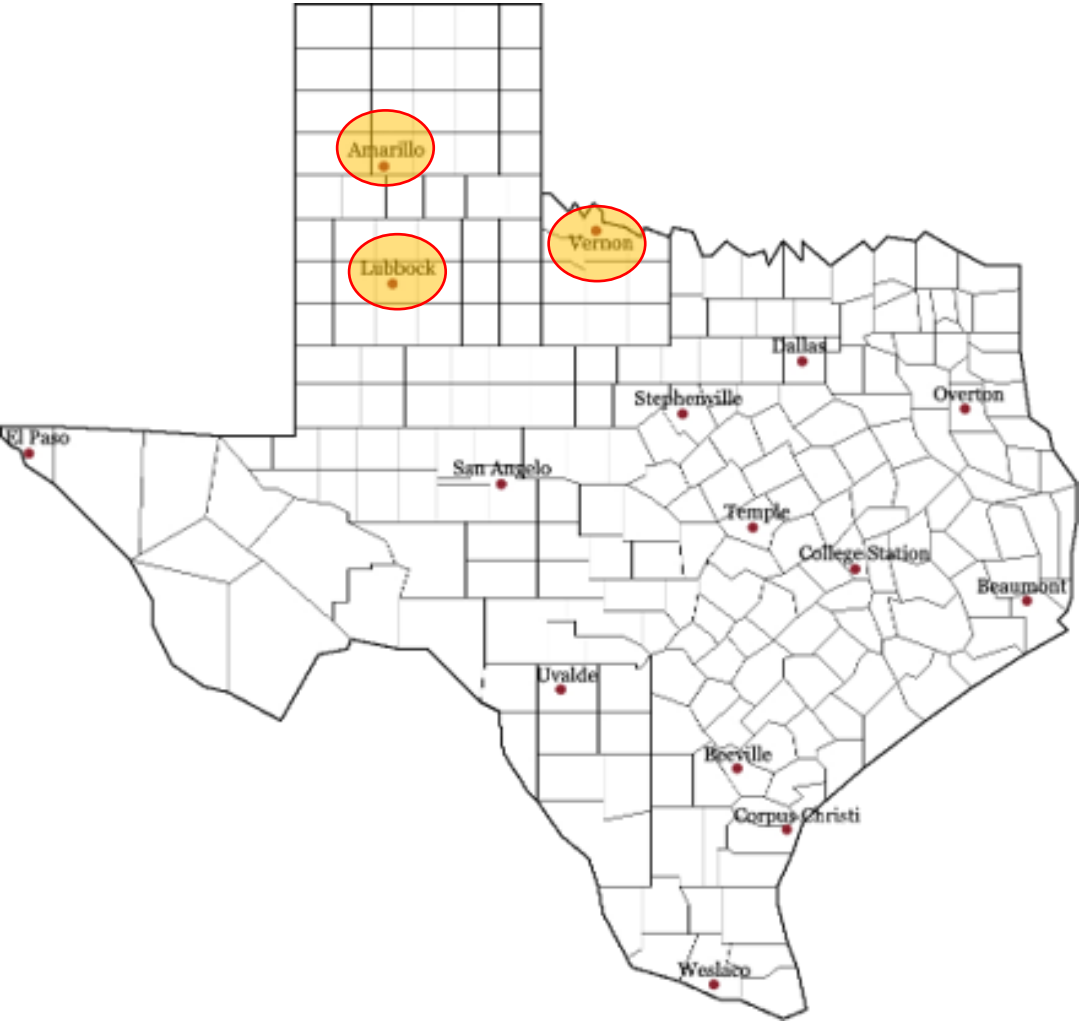 Amarillo
Vernon
Lubbock
Dallas
Stephenville
Overton
El Paso
San Angelo
Temple
College Station
Beaumont
Uvalde
Beeville
Corpus Christi
Weslaco